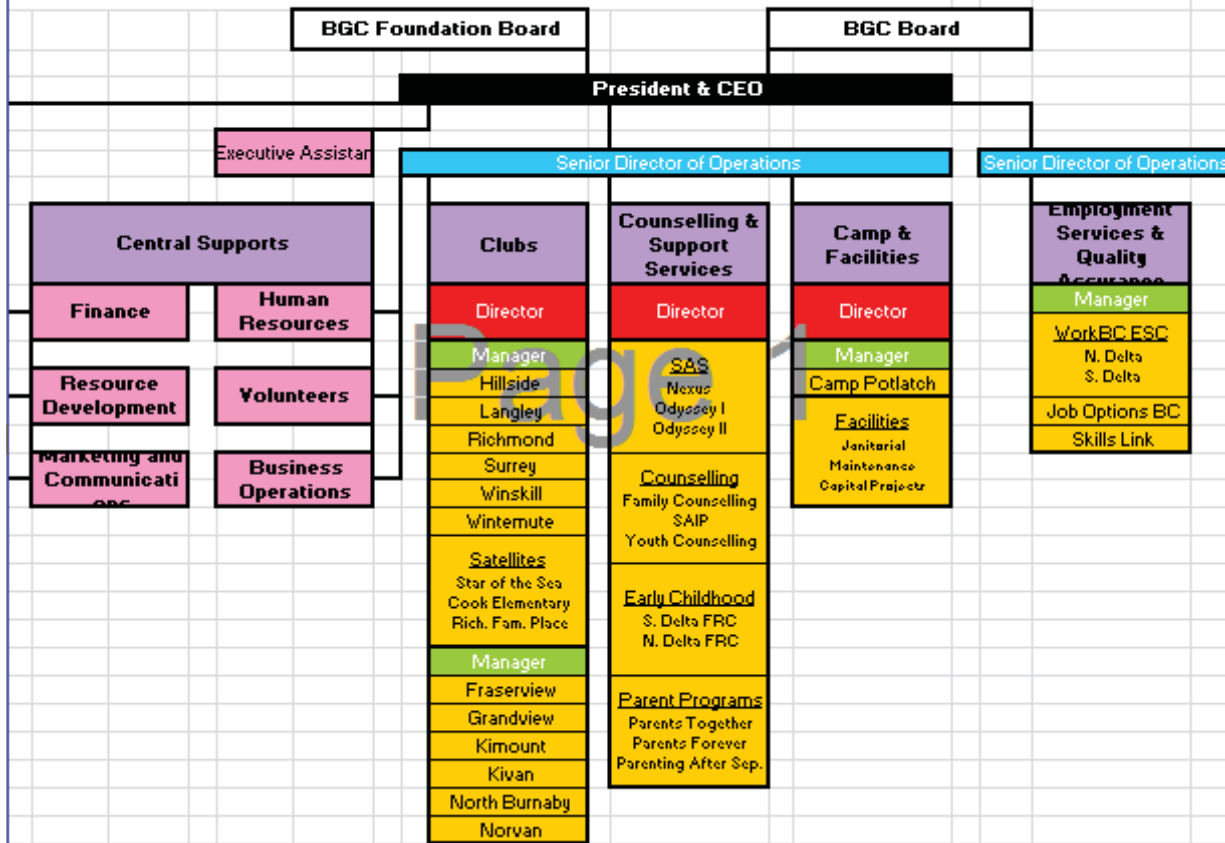 BGC Foundation Board
BGC Board
President & CEO
Executive Assistan
Senior Director of Operations
Senior Director of Operations
Central Supports
Finance
Human
Resources
Resource
Development
Volunteers
Marketing and
Communicati
ons
Business
Operations
Clubs
Director
Manager
Hillside
Langley
Richmond
Surrey
Winskill
Wintemute
Satellites
Star of the Sea
Cook Elementary
Rich. Fam. Place
Manager
Fraserview
Grandview
Kimount
Kivan
North Burnaby
Norvan
Counselling &
Support
Services
Director
SAS
Nexus
Odyssey I
Odyssey II
Counselling
Family Counselling
SAIP
Youth Counselling
Early Childhood
S. Delta FRC
N. Delta FRC
Parent Programs
Parents Together
Parents Forever
Parenting After Sep.
Camp &
Facilities
Director
Manager
Camp Potlatch
Facilities
Janitorial
Maintenance
Capital Projects
Employment
Services &
Quality
Assurance
Manager
WorkBC ESC
N. Delta
S. Delta
Job Options BC
Skills Link
Page 1